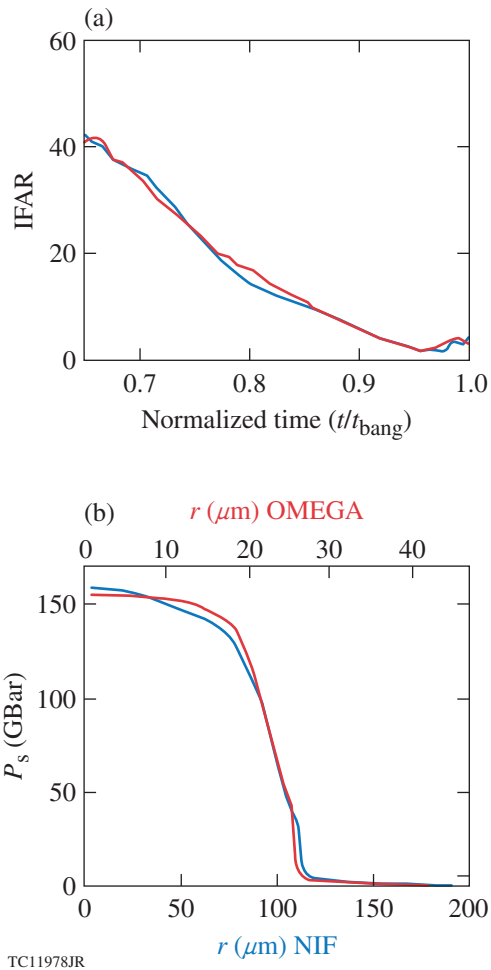 (a)
60
40
20
0
IFAR
0.7 0.8 0.9 1.0
Normalized time (t/tbang)
(b) r (μm) OMEGA
0 10 20 30 40
150
100
50
0
Ps (GBar)
0 50 100 150 200
r (μm) NIF
TC11978JR